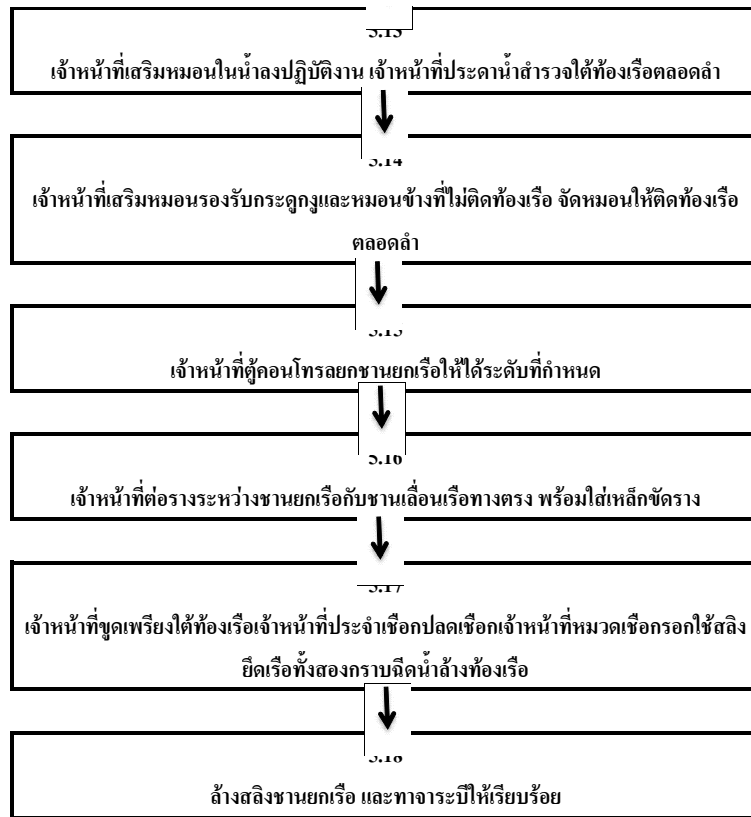 5.13
เจ้าหน้าที่เสริมหมอนในน้ำลงปฏิบัติงาน เจ้าหน้าที่ประดาน้ำสำรวจใต้ท้องเรือตลอดลำ
5.14
เจ้าหน้าที่เสริมหมอนรองรับกระดูกงูและหมอนข้างที่ไม่ติดท้องเรือ จัดหมอนให้ติดท้องเรือ
ตลอดลำ
5.15
เจ้าหน้าที่ตู้คอนโทรลยกชานยกเรือให้ได้ระดับที่กำหนด
5.16
เจ้าหน้าที่ต่อรางระหว่างชานยกเรือกับชานเลื่อนเรือทางตรง พร้อมใส่เหล็กขัดราง
5.17
เจ้าหน้าที่ขูดเพรียงใต้ท้องเรือเจ้าหน้าที่ประจำเชือกปลดเชือกเจ้าหน้าที่หมวดเชือกรอกใช้สลิง
ยึดเรือทั้งสองกราบฉีดน้ำล้างท้องเรือ
5.18
ล้างสลิงชานยกเรือ และทาจาระบีให้เรียบร้อย